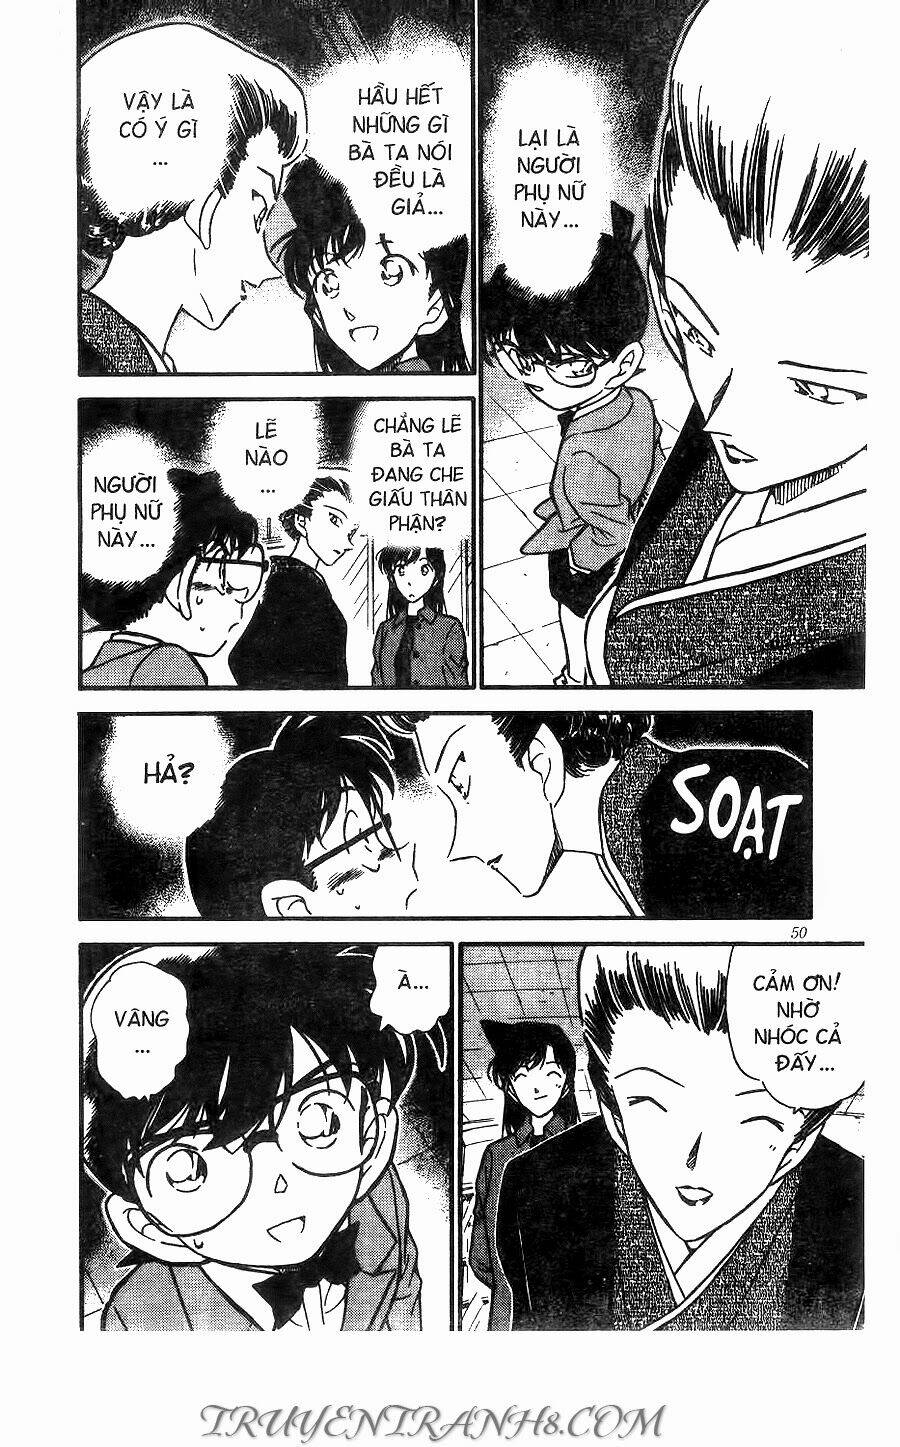 VẬY LÀ
CÓ Ý GÌ
...
HẦU HẾT
NHỮNG GÌ
BÀ TA NÓI
ĐỀU LÀ
GIẢ...
LẠI LÀ
NGƯỜI
PHỤ NỮ
NÀY...
NGƯỜI
PHỤ NỮ
NÀY...
LẼ
NÀO
...
CHẲNG LẼ
BÀ TA
ĐANG CHE
GIẤU THÂN
PHẬN?
HẢ?
SOẠT
50
VÂNG
...
À...
CẢM ƠN!
NHỜ
NHÓC CẢ
ĐẤY...
TRUYENTRANH8.COM